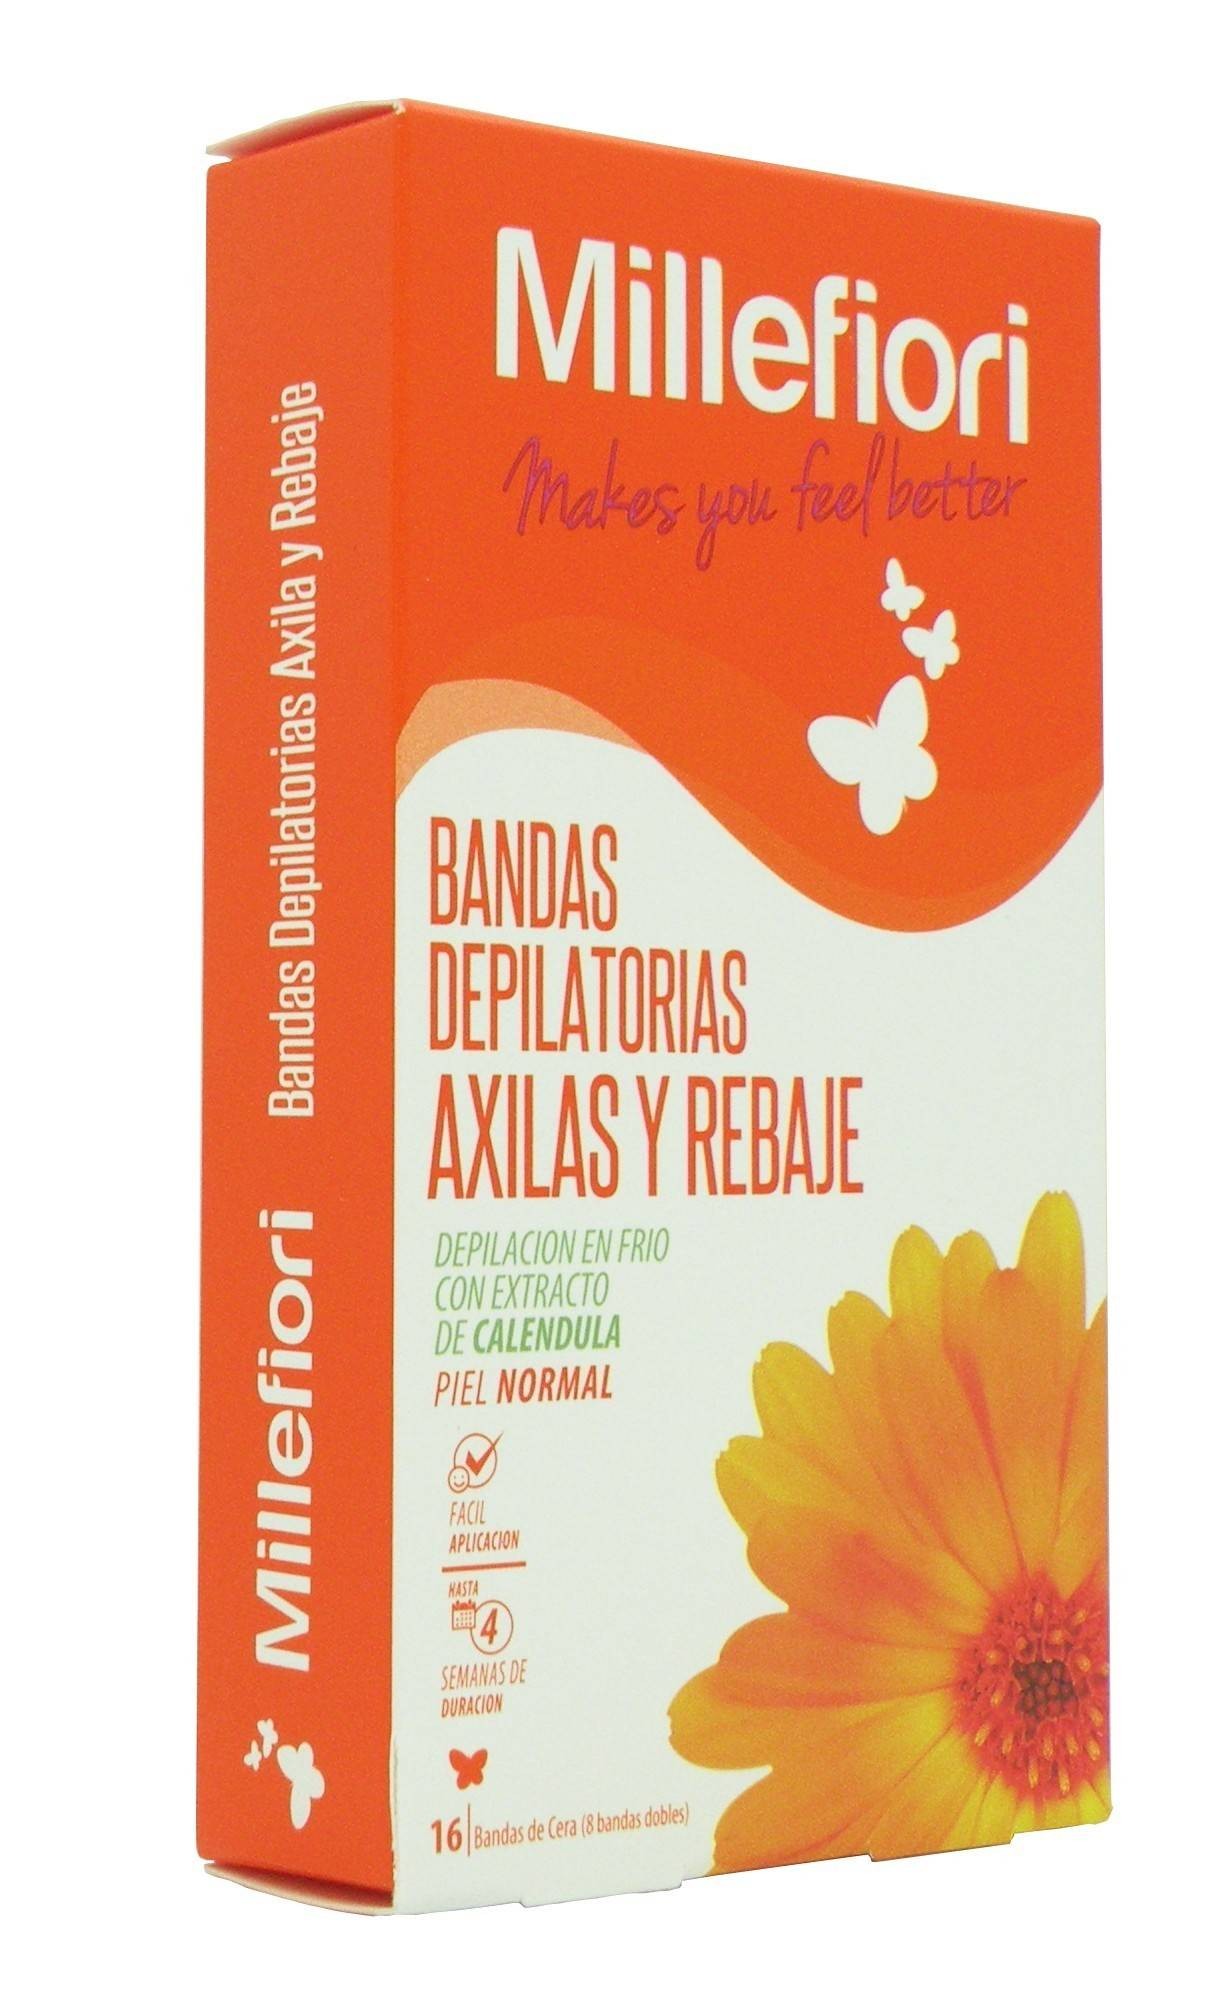 Millefiori
Makes you feel better
BANDAS
DEPILATORIAS
AXILAS Y REBAJE
DEPILACION EN FRIO
CON EXTRACTO
DE CALENDULA
PIEL NORMAL
FACIL
APLICACION
HASTA
4
SEMANAS DE
DURACION
16 Bandas de Cera (8 bandas dobles)
Millefiori Bandas Depilatorias Axila y Rebaje